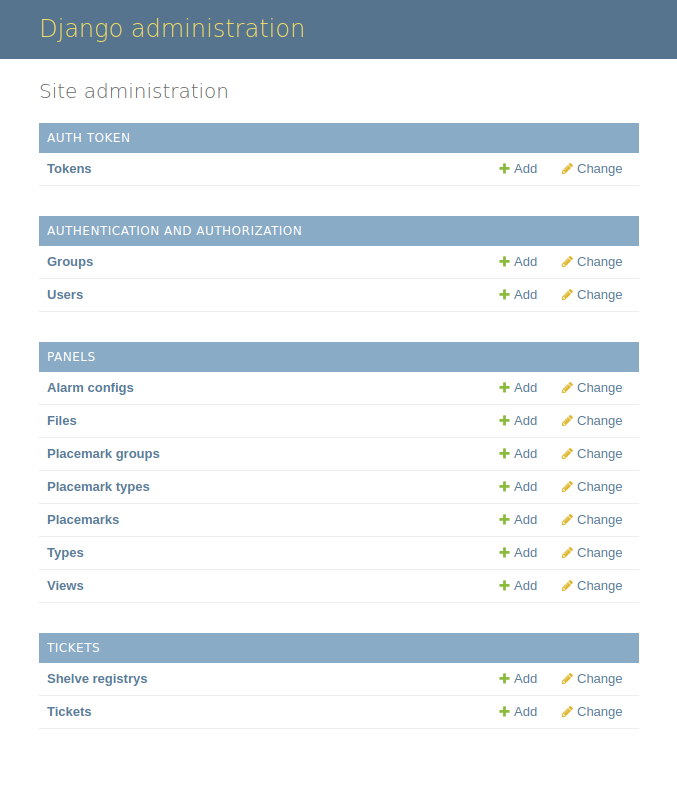 Django administration
Site administration
AUTH TOKEN
Tokens Add Change
AUTHENTICATION AND AUTHORIZATION
Groups Add Change
Users Add Change
PANELS
Alarm configs Add Change
Files Add Change
Placemark groups Add Change
Placemark types Add Change
Placemarks Add Change
Types Add Change
Views Add Change
TICKETS
Shelve registrys Add Change
Tickets Add Change